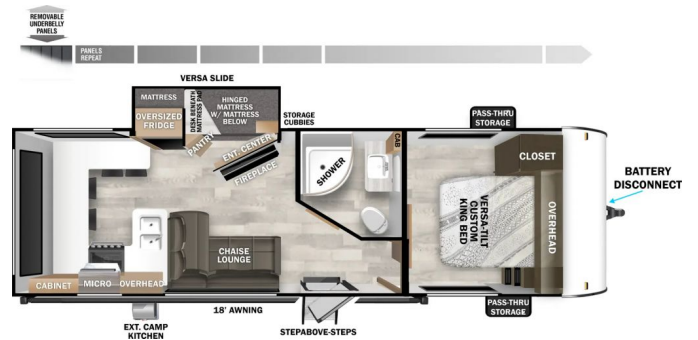 REMOVABLE
UNDERBELLY
PANELS
PANELS
REPEAT
VERSA SLIDE
MATTRESS
OVERSIZED
FRIDGE
DESK BENEATH
MATTRESS PAD
HINGED
MATTRESS
W/ MATTRESS
BELOW
STORAGE
CUBBIES
PANTRY
ENT. CENTER
FIREPLACE
SHOWER
CAB
PASS-THRU
STORAGE
CLOSET
BATTERY
DISCONNECT
VERSA-TILT
CUSTOM
KING BED
OVERHEAD
CHAISE
LOUNGE
CABINET
MICRO
OVERHEAD
18' AWNING
EXT. CAMP
KITCHEN
STEPABOVE-STEPS
PASS-THRU
STORAGE